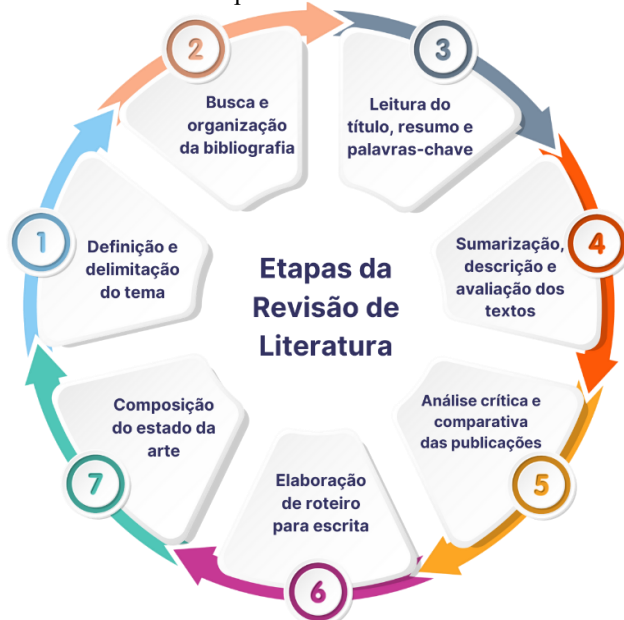 Etapas da
Revisão de
Literatura
1
Definição e
delimitação
do tema
2
Busca e
organização
da bibliografia
3
Leitura do
título, resumo e
palavras-chave
4
Sumarização,
descrição e
avaliação dos
textos
5
Análise crítica e
comparativa
das publicações
6
Elaboração
de roteiro
para escrita
7
Composição
do estado da
arte